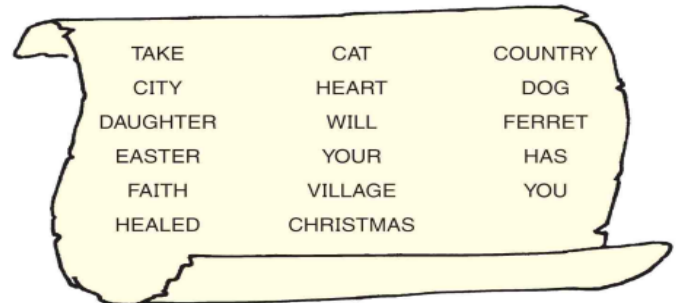 TAKE CAT COUNTRY
CITY HEART DOG
DAUGHTER WILL FERRET
EASTER YOUR HAS
FAITH VILLAGE YOU
HEALED CHRISTMAS